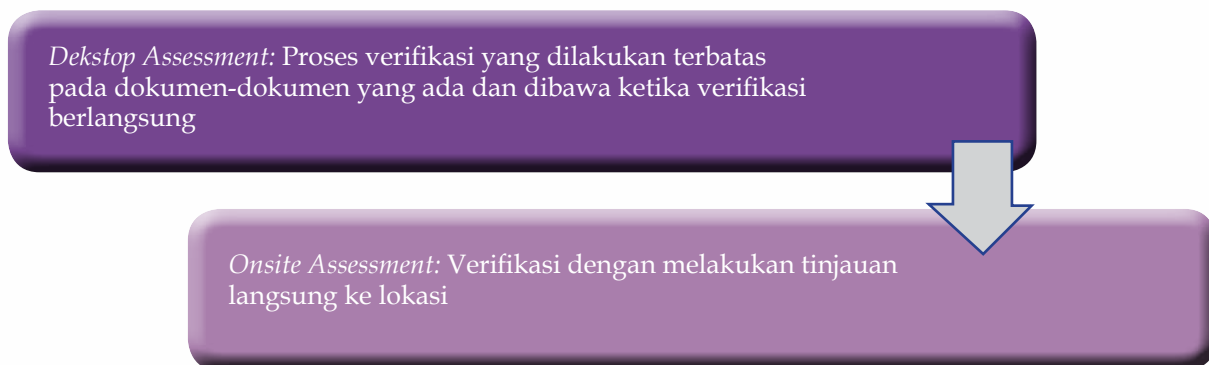 Dekstop Assessment: Proses verifikasi yang dilakukan terbatas
pada dokumen-dokumen yang ada dan dibawa ketika verifikasi
berlangsung
Onsite Assessment: Verifikasi dengan melakukan tinjauan
langsung ke lokasi